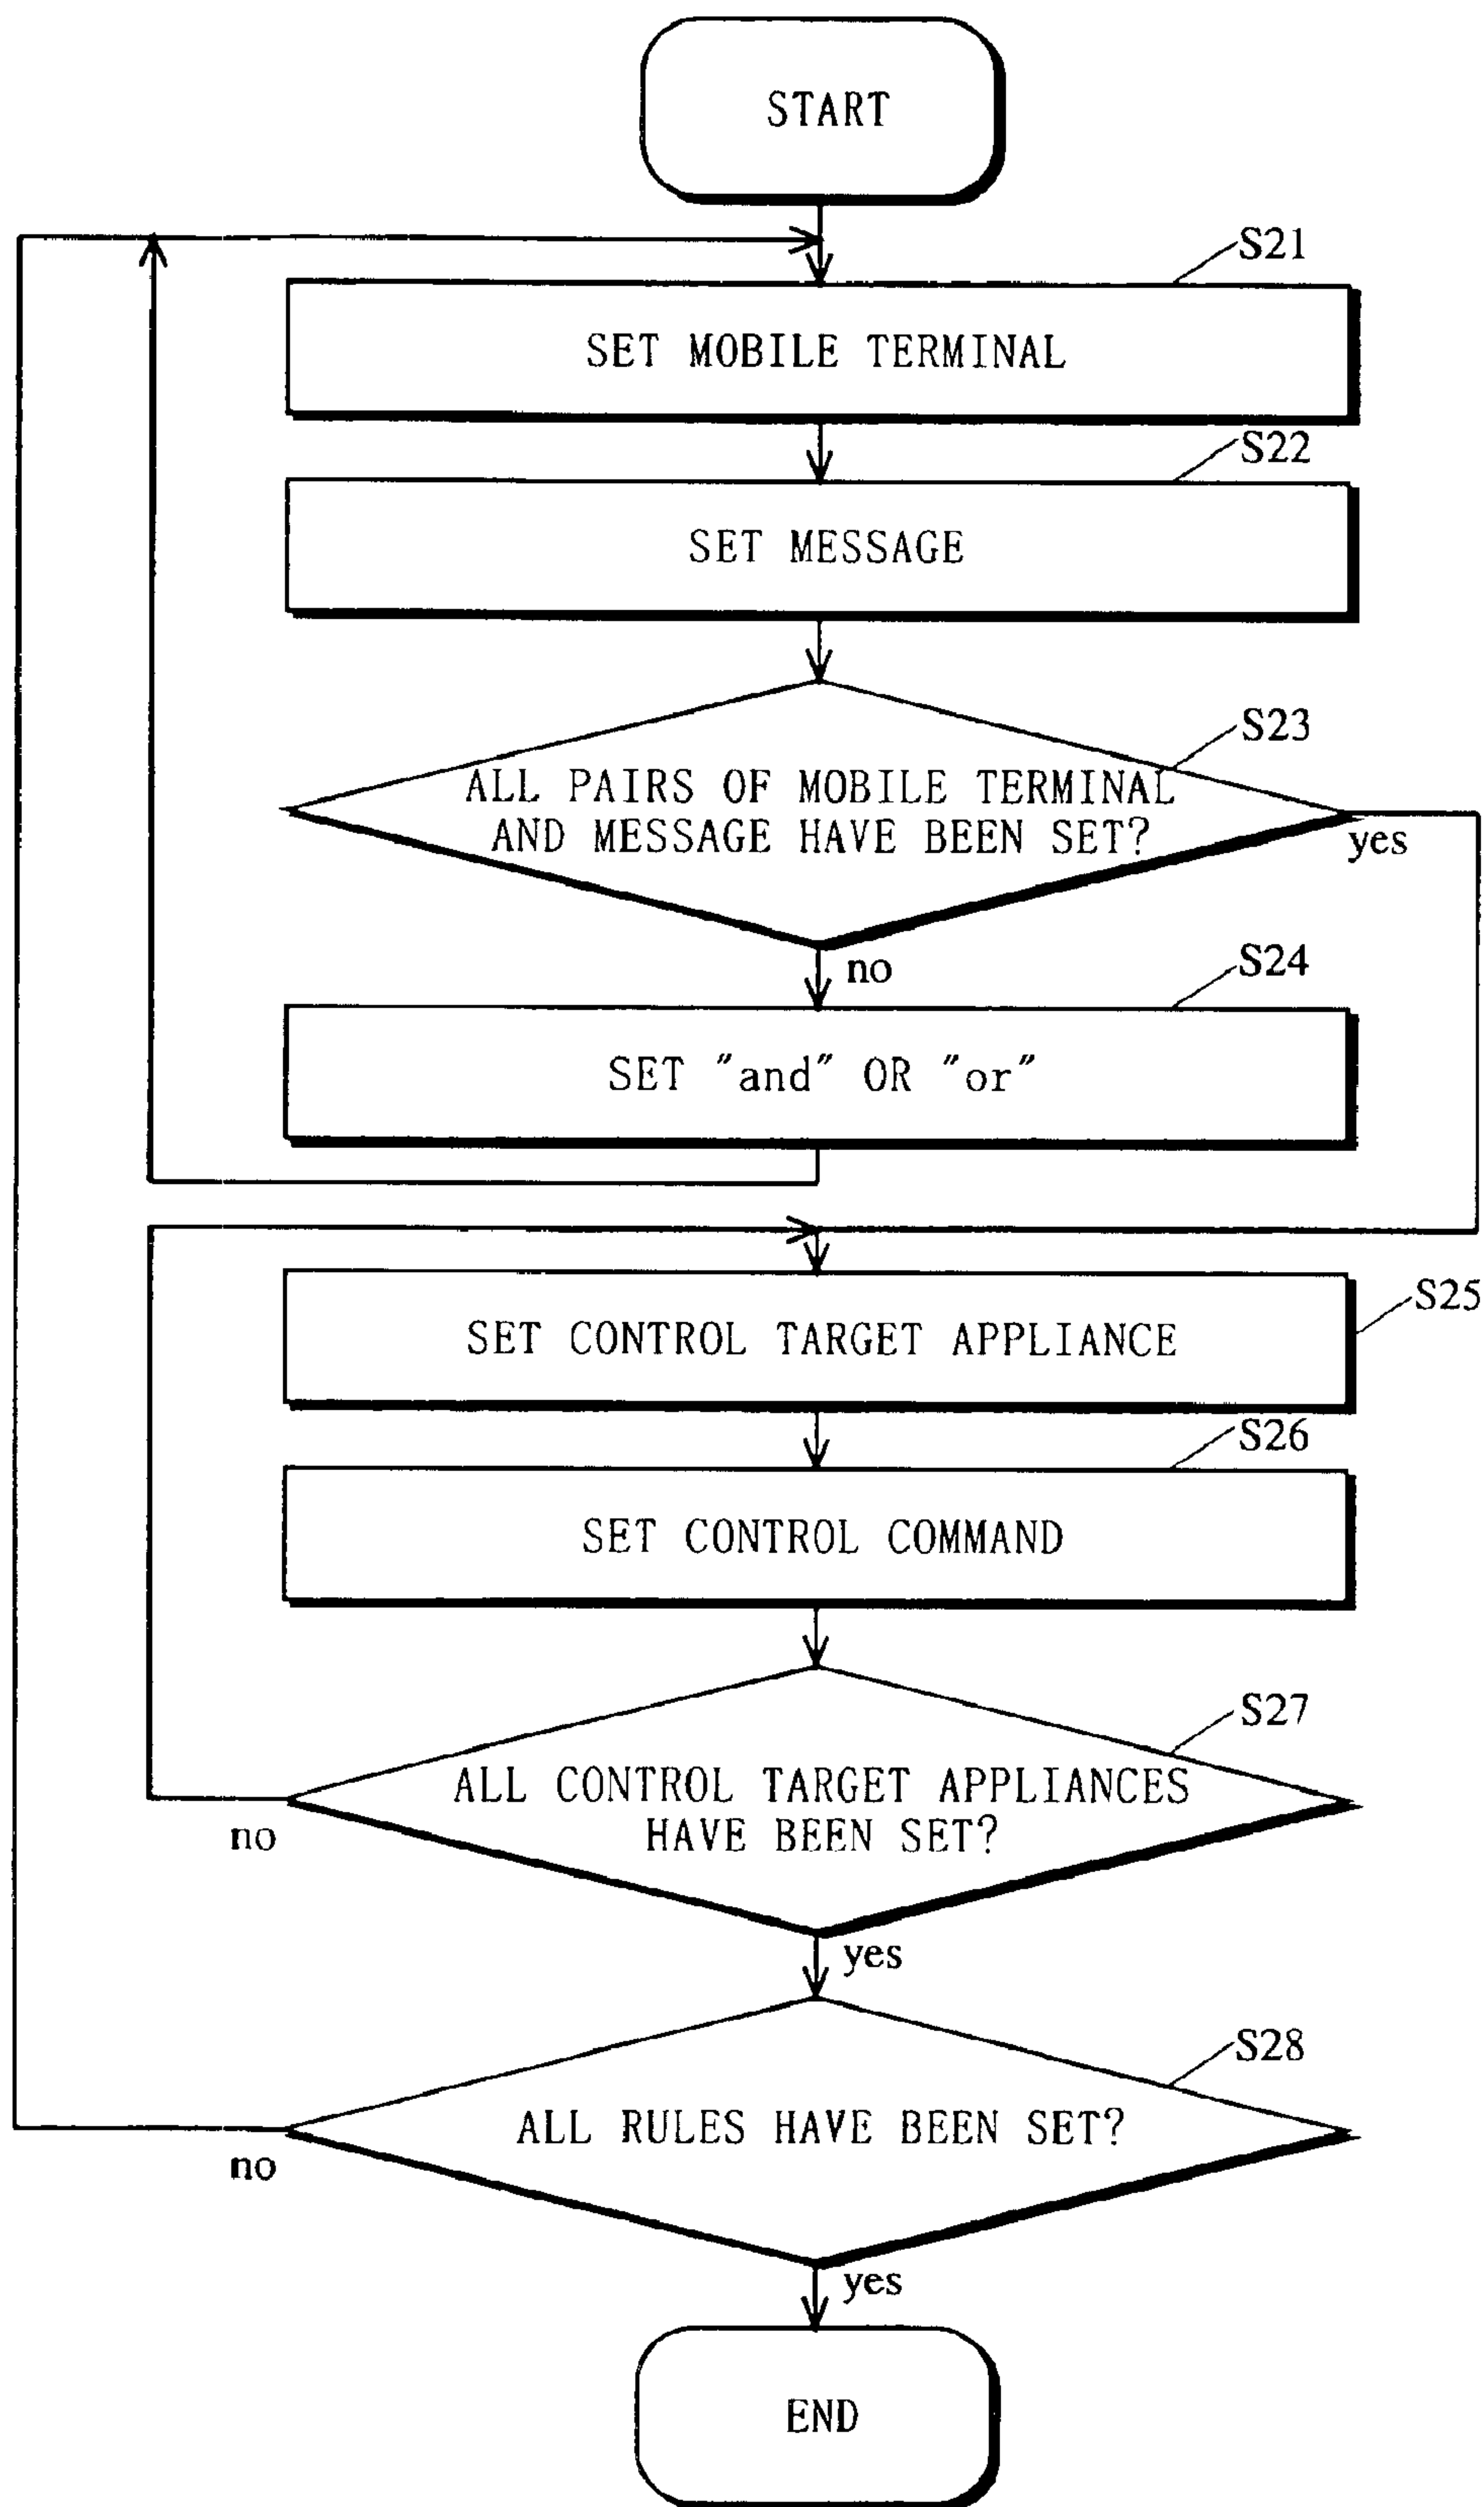 START
S21
SET MOBILE TERMINAL
S22
SET MESSAGE
S23
ALL PAIRS OF MOBILE TERMINAL
AND MESSAGE HAVE BEEN SET?
yes
no
S24
SET "and" OR "or"
S25
SET CONTROL TARGET APPLIANCE
S26
SET CONTROL COMMAND
S27
ALL CONTROL TARGET APPLIANCES
HAVE BEEN SET?
no
yes
S28
ALL RULES HAVE BEEN SET?
no
yes
END